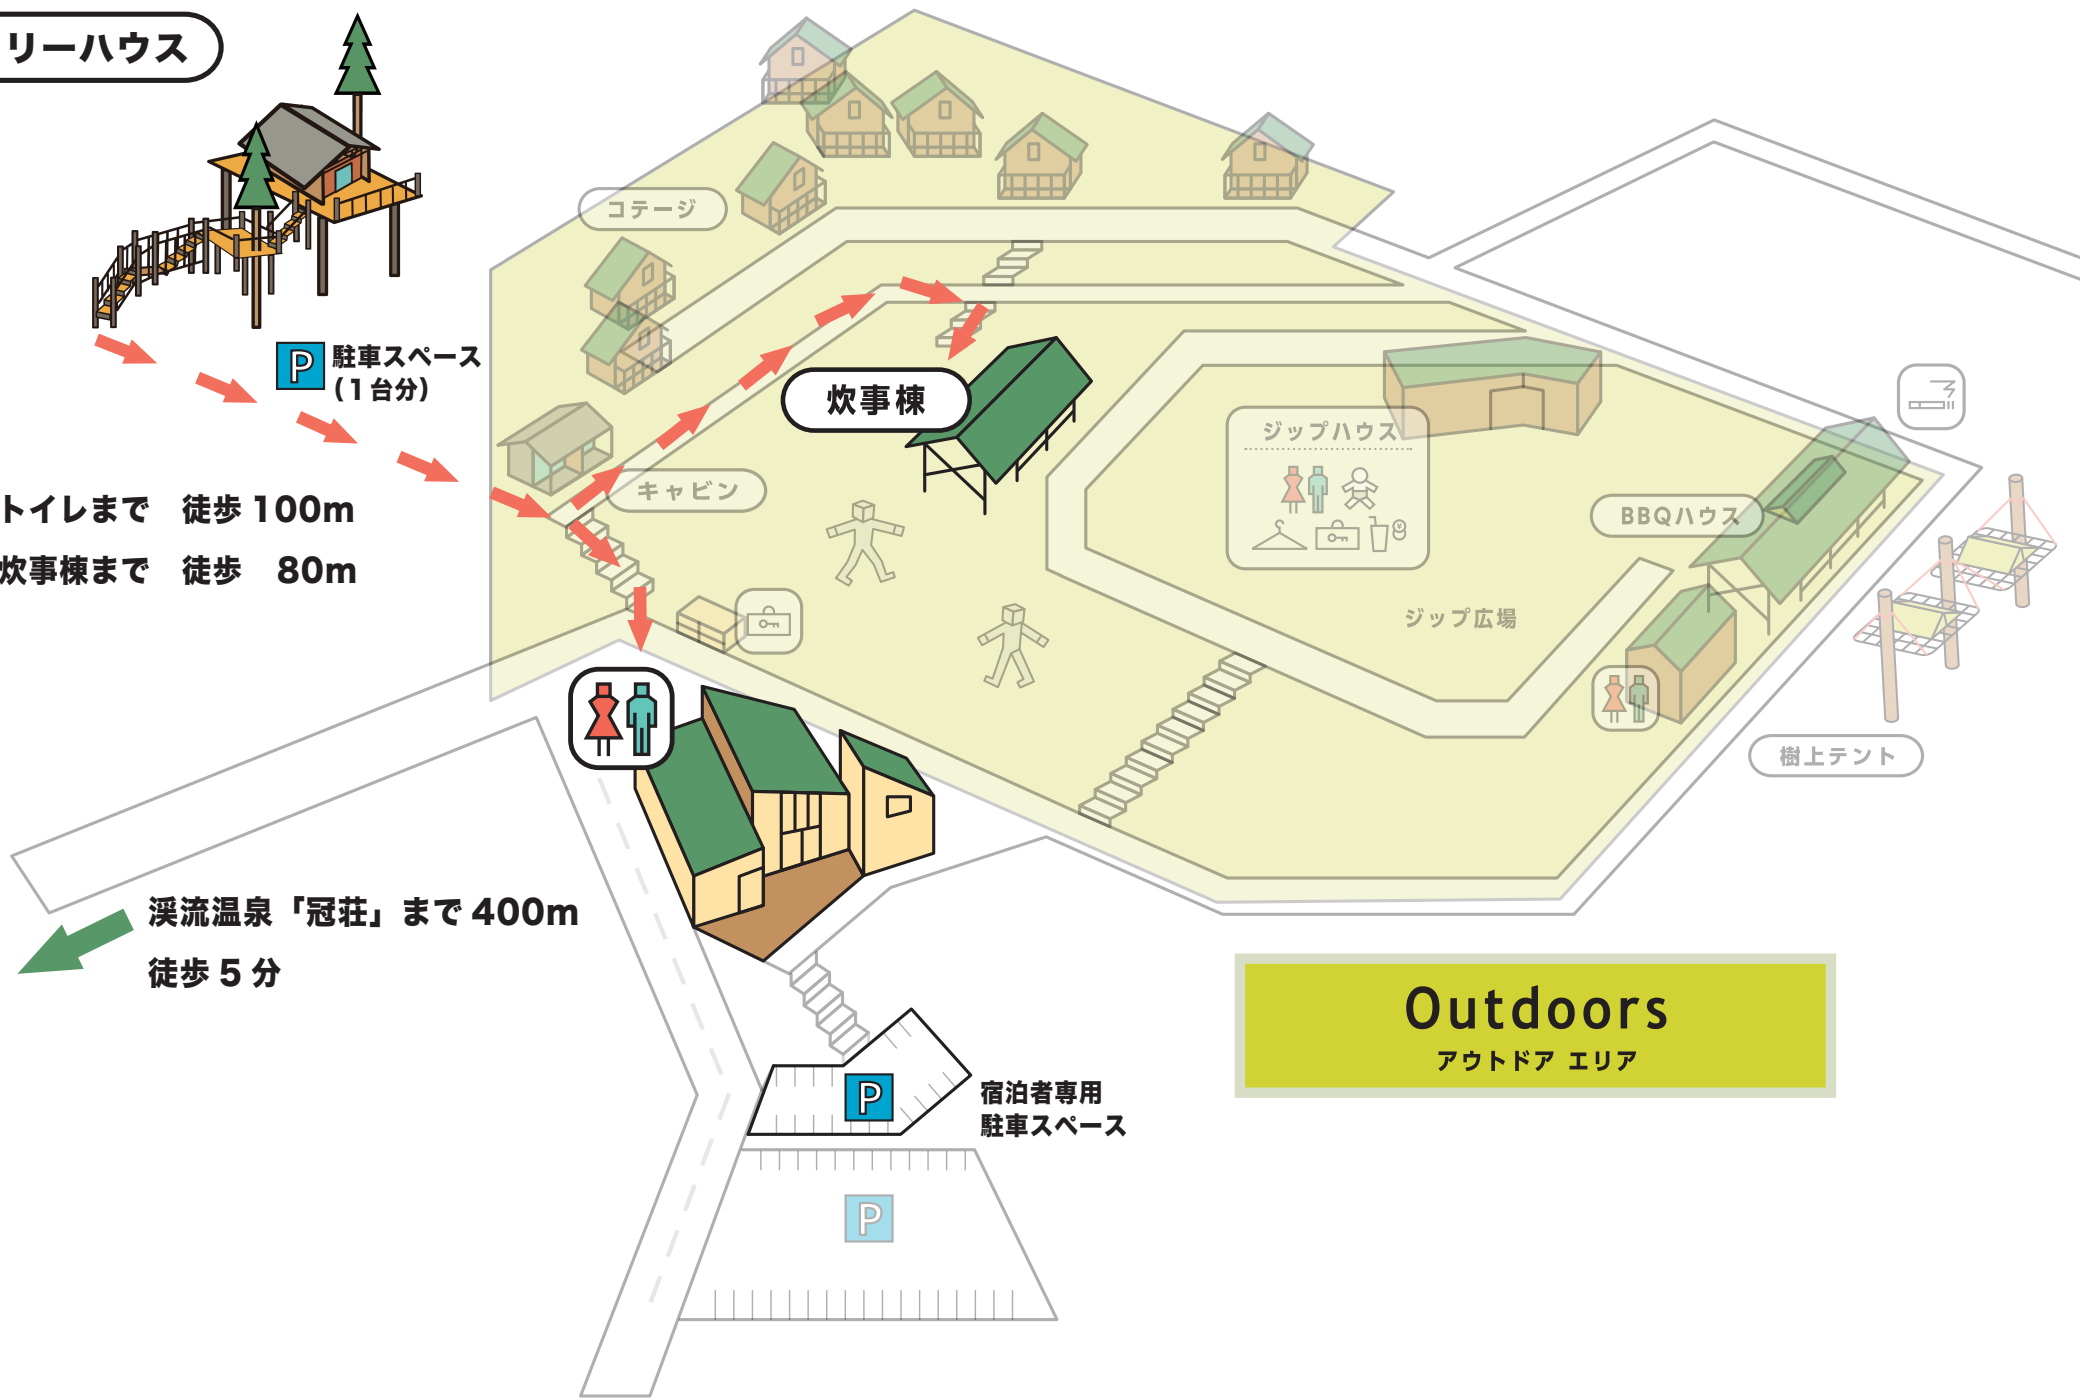 リーハウス
コテージ
P 駐車スペース
(1台分)
炊事棟
ジップハウス
キャビン
トイレまで 徒歩 100m
BBQハウス
炊事棟まで 徒歩 80m
ジップ広場
樹上テント
渓流温泉「冠荘」まで 400m
徒歩 5 分
Outdoors
アウトドア エリア
P
宿泊者専用
駐車スペース
P